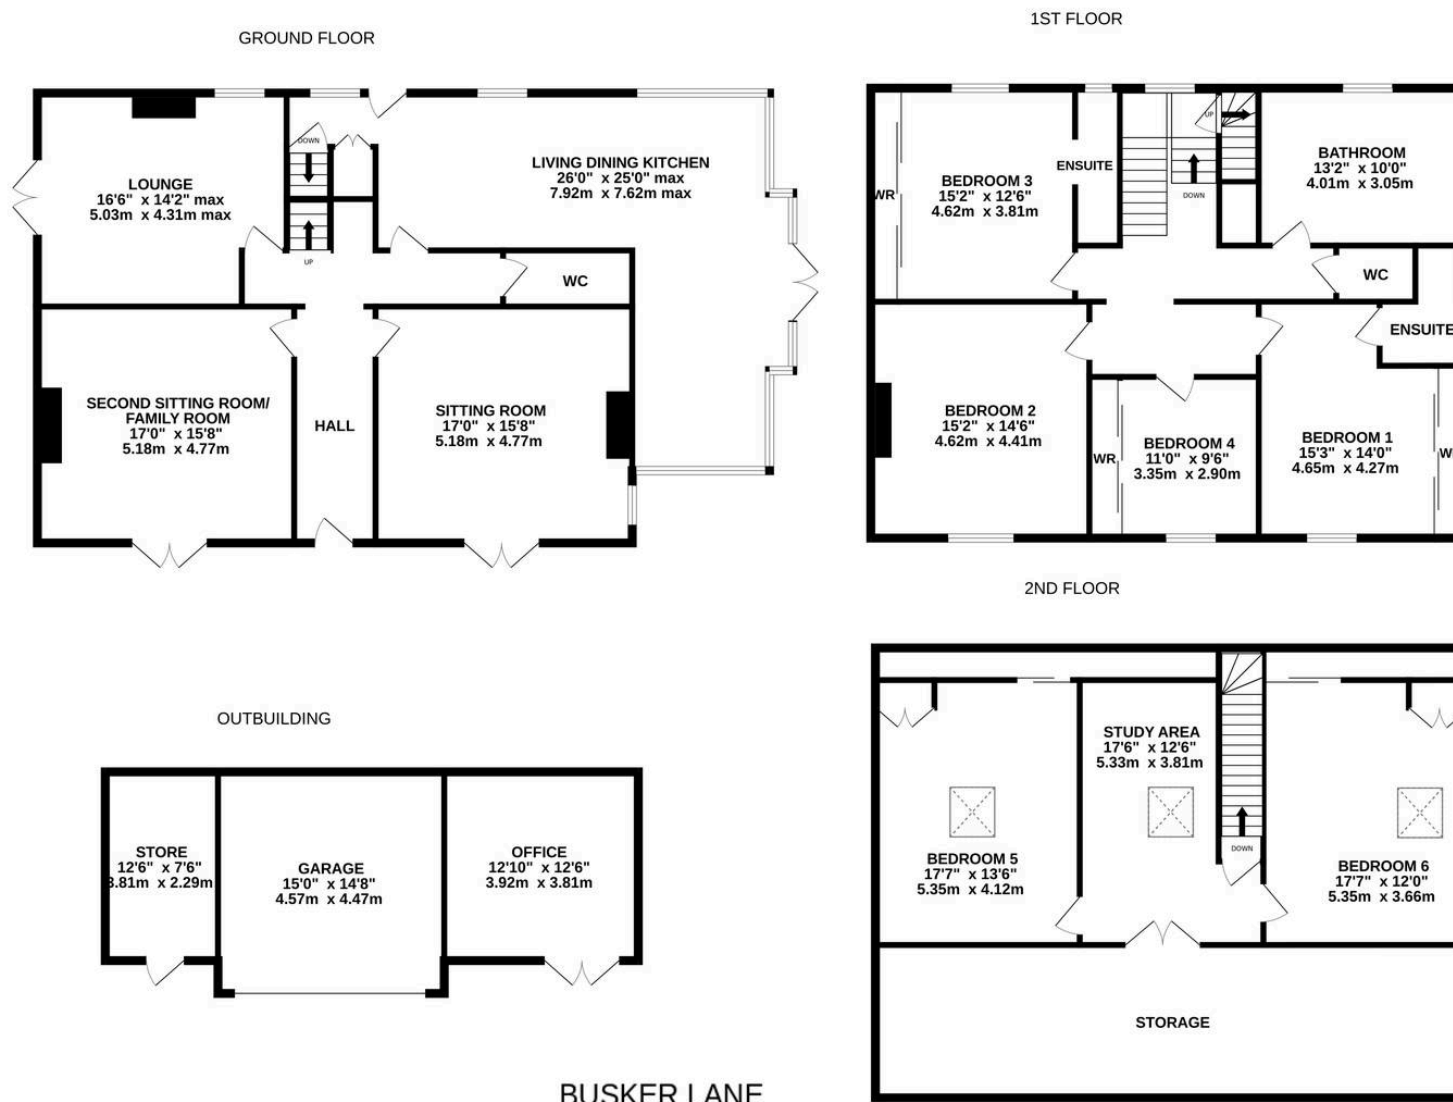 GROUND FLOOR
LOUNGE
16'6" x 14'2" max
5.03m x 4.31m max
DOWN
UP
LIVING DINING KITCHEN
26'0" x 25'0" max
7.92m x 7.62m max
WC
SECOND SITTING ROOM/
FAMILY ROOM
17'0" x 15'8"
5.18m x 4.77m
HALL
SITTING ROOM
17'0" x 15'8"
5.18m x 4.77m
1ST FLOOR
WR
BEDROOM 3
15'2" x 12'6"
4.62m x 3.81m
ENSUITE
UP
DOWN
BATHROOM
13'2" x 10'0"
4.01m x 3.05m
WC
ENSUITE
BEDROOM 2
15'2" x 14'6"
4.62m x 4.41m
WR
BEDROOM 4
11'0" x 9'6"
3.35m x 2.90m
BEDROOM 1
15'3" x 14'0"
4.65m x 4.27m
2ND FLOOR
STUDY AREA
17'6" x 12'6"
5.33m x 3.81m
DOWN
BEDROOM 5
17'7" x 13'6"
5.35m x 4.12m
BEDROOM 6
17'7" x 12'0"
5.35m x 3.66m
STORAGE
OUTBUILDING
STORE
12'6" x 7'6"
3.81m x 2.29m
GARAGE
15'0" x 14'8"
4.57m x 4.47m
OFFICE
12'10" x 12'6"
3.92m x 3.81m
BUSKER LANE